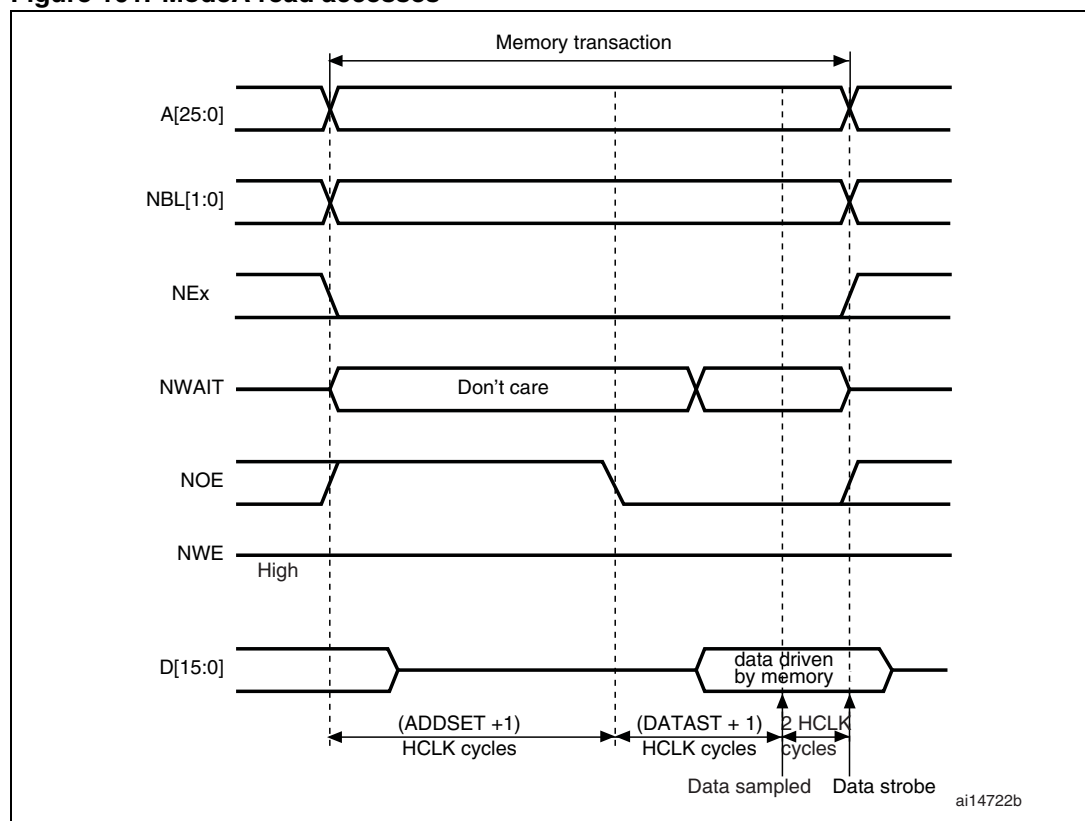 Memory transaction
A[25:0]
NBL[1:0]
NEx
NWAIT
Don't care
NOE
NWE
High
D[15:0]
data driven
by memory
(ADDSET +1)
HCLK cycles
(DATAST + 1)
HCLK cycles
2 HCLK
cycles
Data sampled
Data strobe
ai14722b